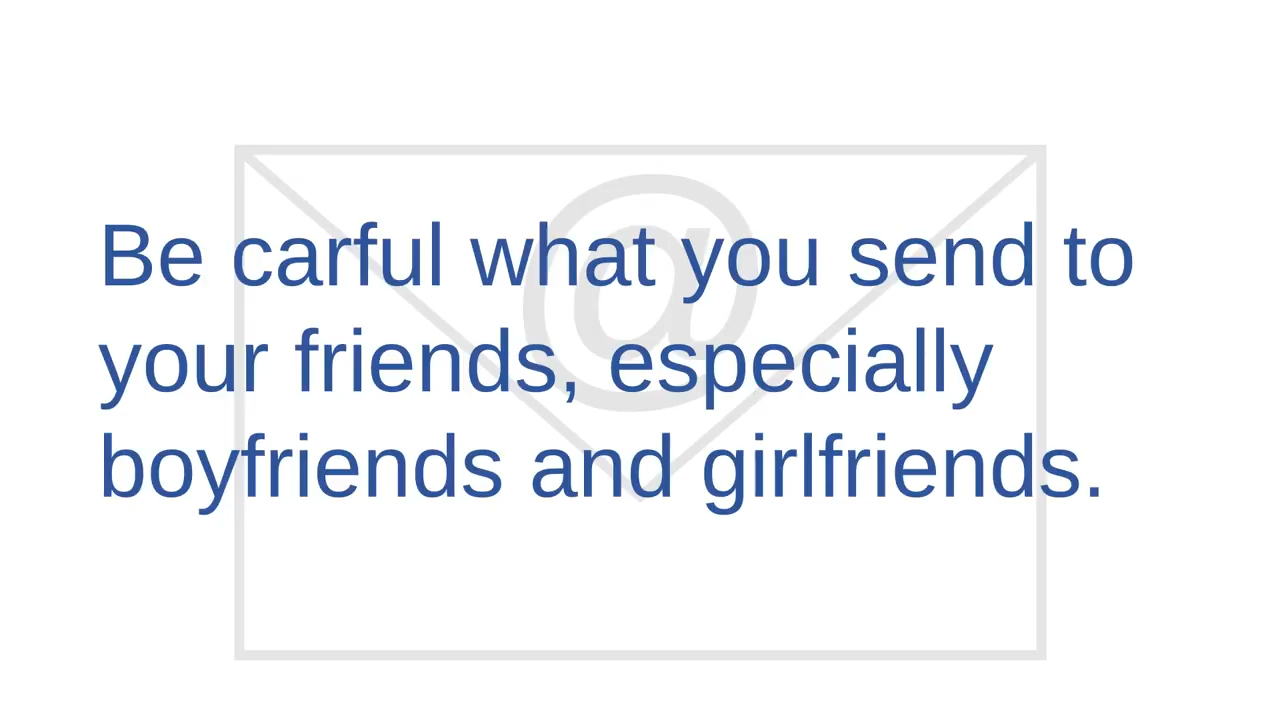 @
Be carful what you send to
your friends, especially
boyfriends and girlfriends.